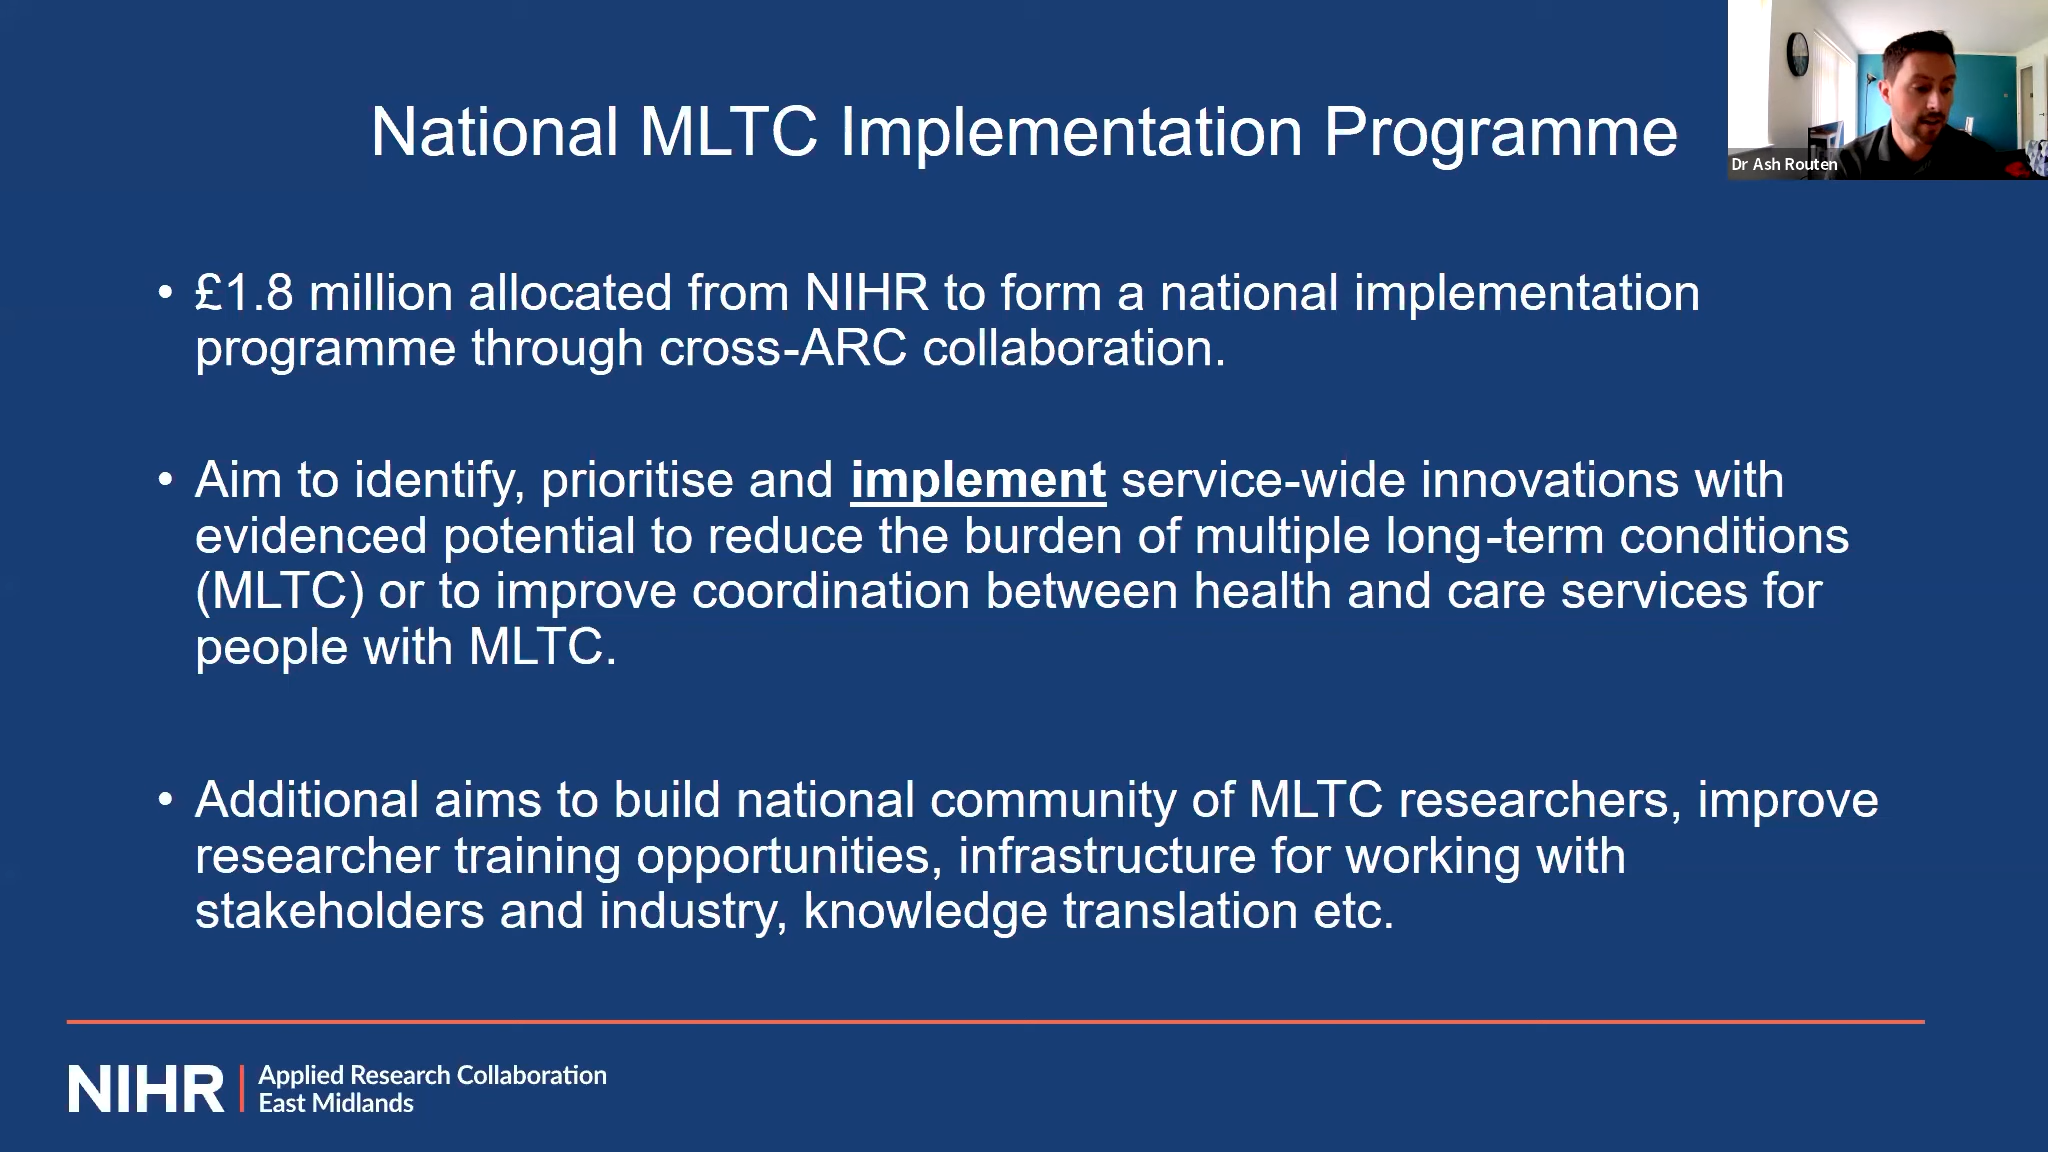 National MLTC Implementation Programme
Dr Ash Routen
• £1.8 million allocated from NIHR to form a national implementation
programme through cross-ARC collaboration.
• Aim to identify, prioritise and implement service-wide innovations with
evidenced potential to reduce the burden of multiple long-term conditions
(MLTC) or to improve coordination between health and care services for
people with MLTC.
• Additional aims to build national community of MLTC researchers, improve
researcher training opportunities, infrastructure for working with
stakeholders and industry, knowledge translation etc.
NIHR | Applied Research Collaboration
East Midlands